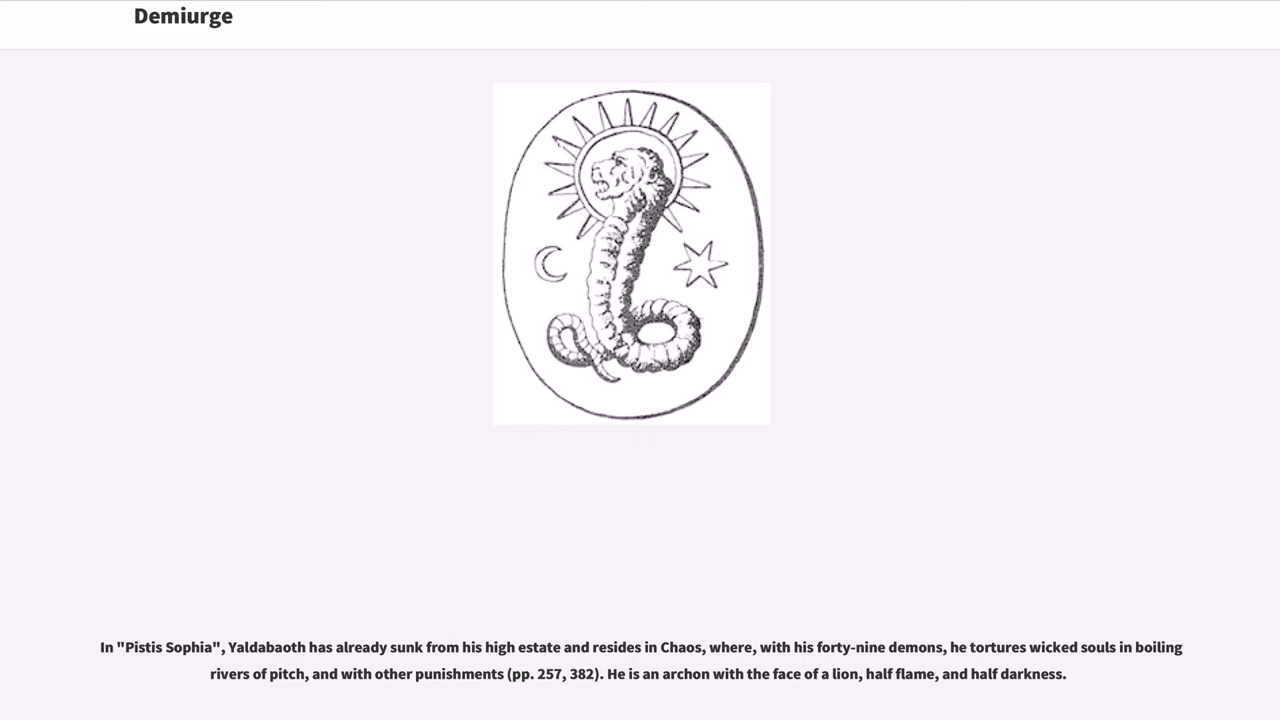 Demiurge
In "Pistis Sophia", Yaldabaoth has already sunk from his high estate and resides in Chaos, where, with his forty-nine demons, he tortures wicked souls in boiling
rivers of pitch, and with other punishments (pp. 257, 382). He is an archon with the face of a lion, half flame, and half darkness.